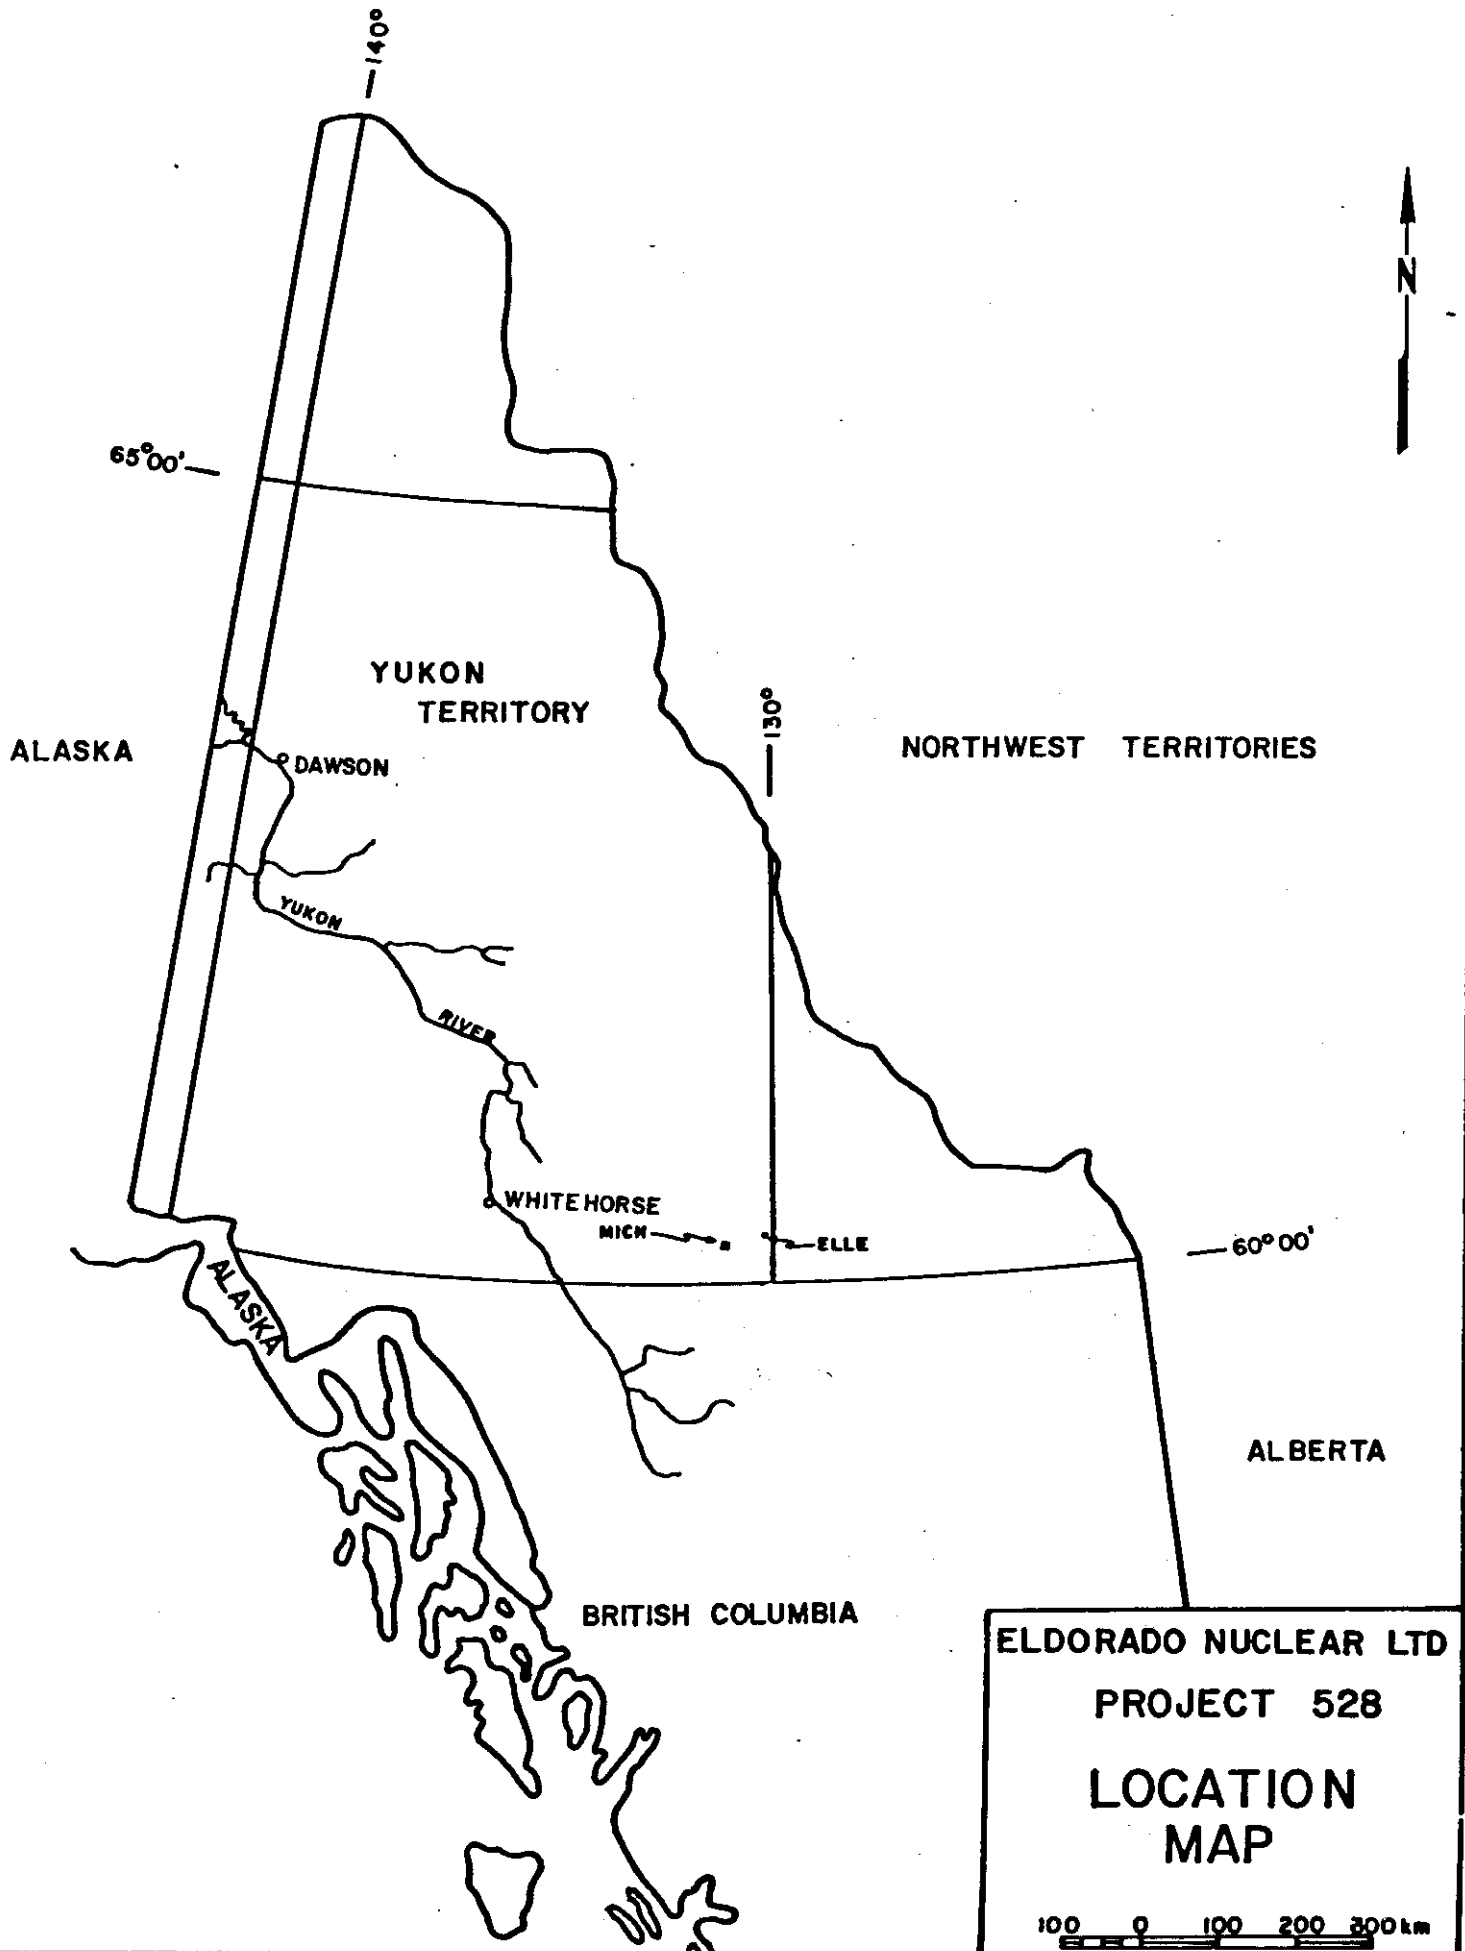 140°
N
65°00'
YUKON
TERRITORY
130°
ALASKA
NORTHWEST TERRITORIES
DAWSON
YUKON
RIVER
WHITEHORSE
MICH
ELLE
60°00'
ALASKA
ALBERTA
BRITISH COLUMBIA
ELDORADO NUCLEAR LTD
PROJECT 528
LOCATION
MAP
100 0 100 200 300 km